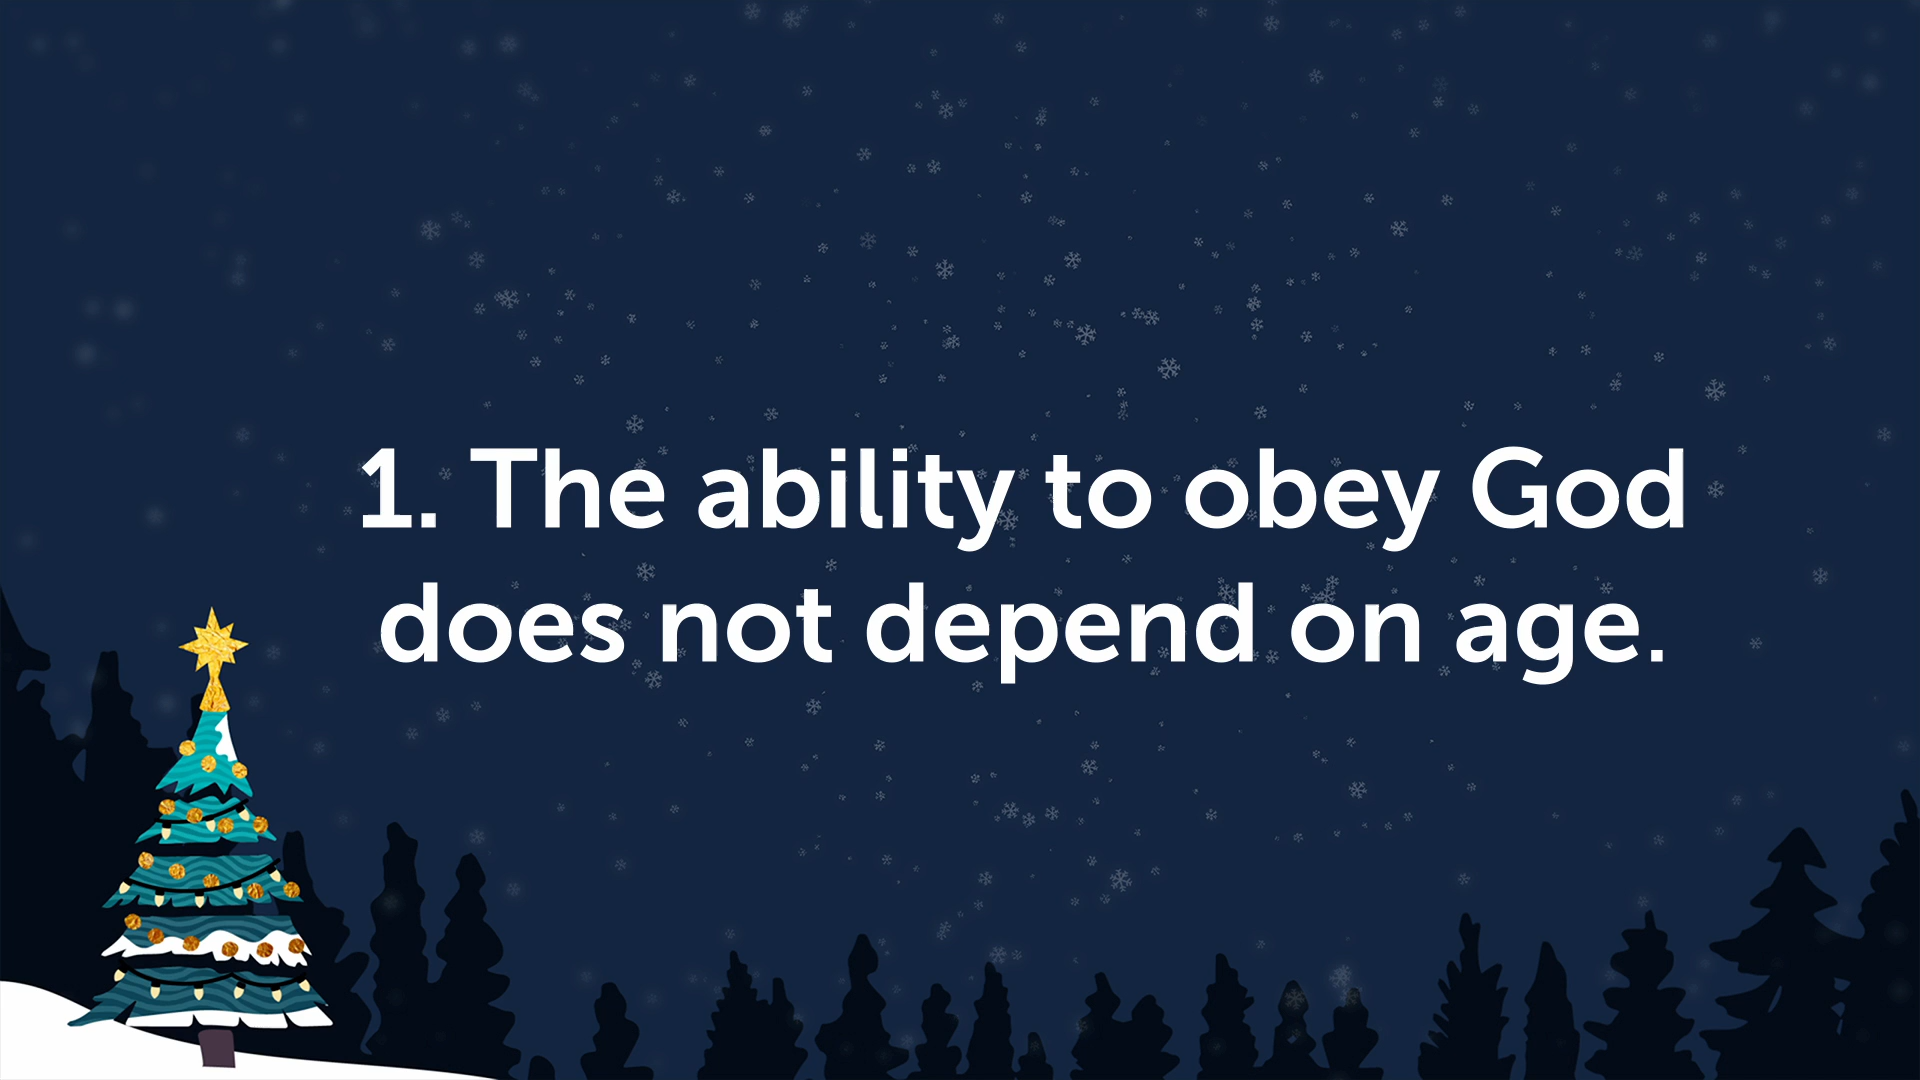 1. The ability to obey God
does not depend on age.